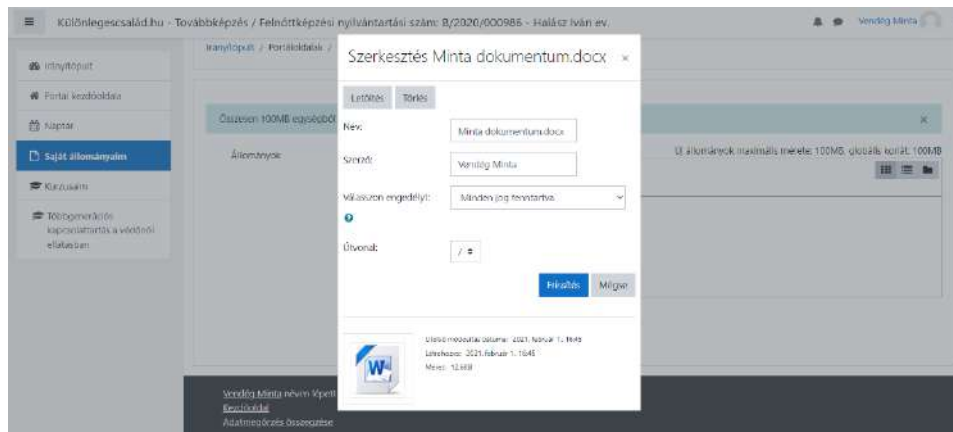 Különlegescsalád.hu - Továbbképzés / Felnőttképzési nyilvántartási szám: B/2020/000986 - Halász Iván ev.
Vendég Minta
Irányítópult / Portáloldalak /
Irányítópult
Portál kezdőoldala
Naptár
Saját állományaim
Kurzusaim
Többgenerációs
kapcsolattartás a védőnői
ellátásban
Összesen 100MB egységből
Állományok
Új állományok maximális mérete: 100MB, globális korlát: 100MB
Szerkesztés Minta dokumentum.docx ×
Letöltés Törlés
Név: Minta dokumentum.docx
Szerző: Vendég Minta
Válasszon engedélyt: Minden jog fenntartva
Útvonal: /
Frissítés Mégse
Utolsó módosítás dátuma: 2021. február 1., 16:45
Létrehozva: 2021. február 1., 16:45
Méret:
Vendég Minta néven lépett
Kezdőoldal
Adatmegőrzés összegzése